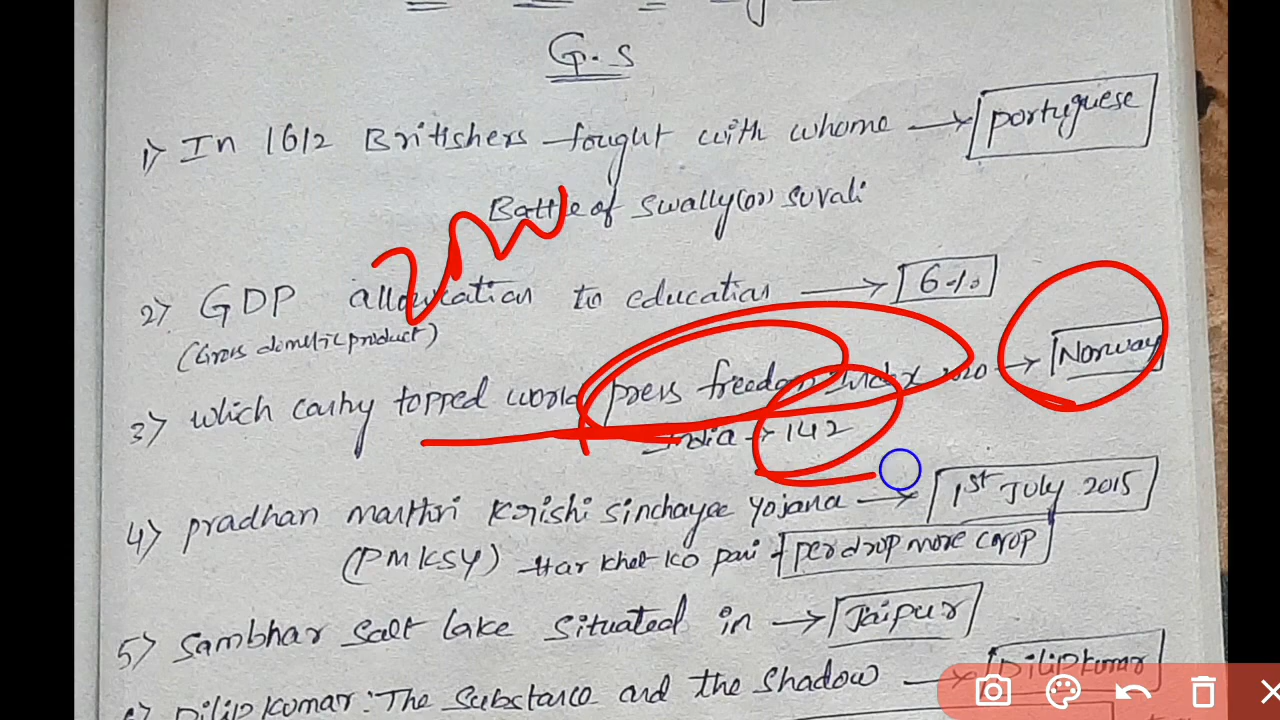 G.S
1) In 1612 Britishers fought with whome → Portuguese
Battle of Swally (or) Suvali
2) GDP allowcation to education → 6%
(Gross domestic product)
3) which coutry topped world press freedom index 2020 → Norway
India → 142
4) pradhan manthri Krishi sinchayee yojana → 1st July 2015
(PMKSY) Har khet ko pani + per drop more crop
5) Sambhar Salt lake situated in → Jaipur
6) Dilip kumar: The Substance and the Shadow → Dilip kumar